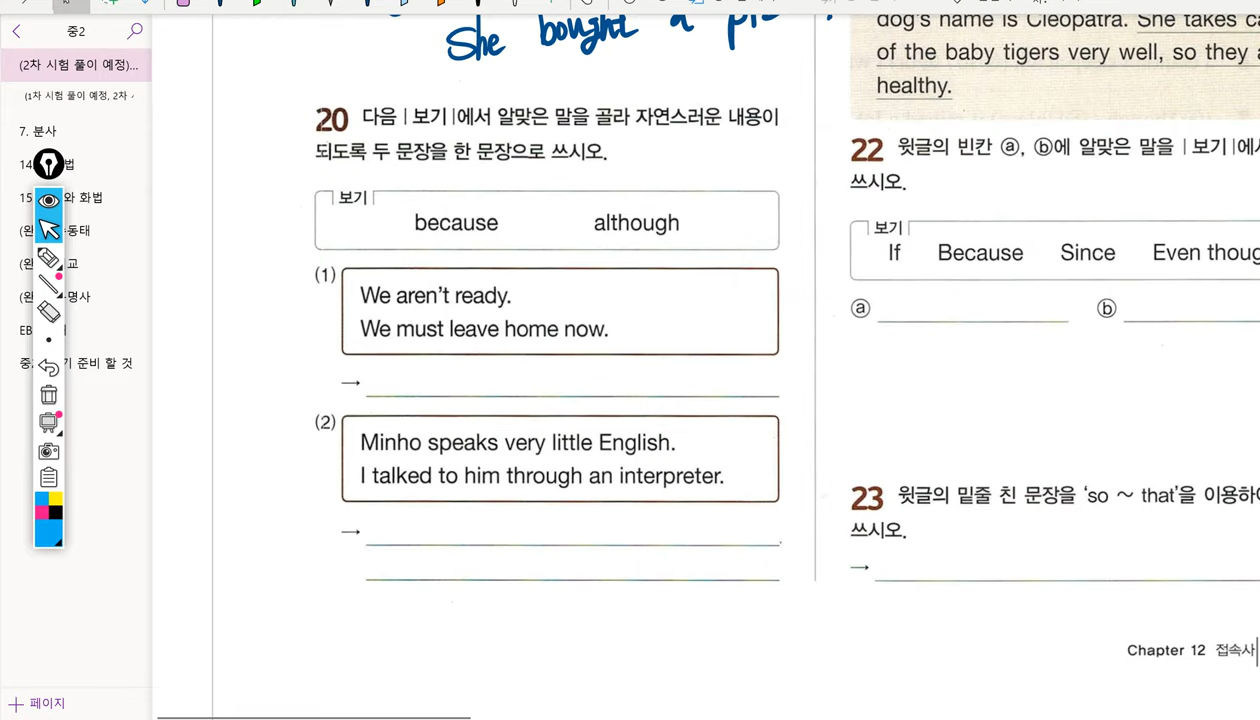 중2
(2차 시험 풀이 예정)...
(1차 시험 풀이 예정, 2차
7. 분사
14 법
15 와 화법
(완 동태
(완 교
(완 명사
EB
중 기 준비 할 것
페이지
She bought a
20 다음 | 보기 |에서 알맞은 말을 골라 자연스러운 내용이
되도록 두 문장을 한 문장으로 쓰시오.
보기
because although
(1) We aren't ready.
We must leave home now.
→
(2) Minho speaks very little English.
I talked to him through an interpreter.
→
dog's name is Cleopatra. She takes
of the baby tigers very well, so they
healthy.
22 윗글의 빈칸 ⓐ, ⓑ에 알맞은 말을 | 보기 |에서
쓰시오.
보기
If Because Since Even
ⓐ ⓑ
23 윗글의 밑줄 친 문장을 'so ~ that'을
쓰시오.
→
Chapter 12 접속사